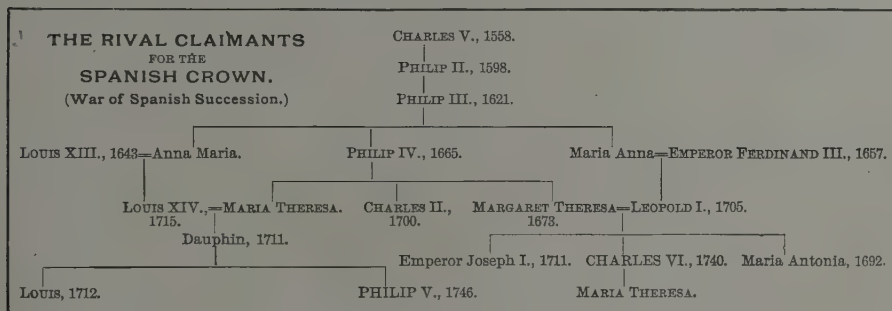 THE RIVAL CLAIMANTS
FOR THE
SPANISH CROWN.
(War of Spanish Succession.)
CHARLES V., 1558.
PHILIP II., 1598.
PHILIP III., 1621.
LOUIS XIII., 1643=Anna Maria. PHILIP IV., 1665. Maria Anna=EMPEROR FERDINAND III., 1657.
LOUIS XIV.,=MARIA THERESA. CHARLES II., MARGARET THERESA=LEOPOLD I., 1705.
1715. 1700. 1673.
Dauphin, 1711.
Emperor Joseph I., 1711. CHARLES VI., 1740. Maria Antonia, 1692.
LOUIS, 1712. PHILIP V., 1746. MARIA THERESA.